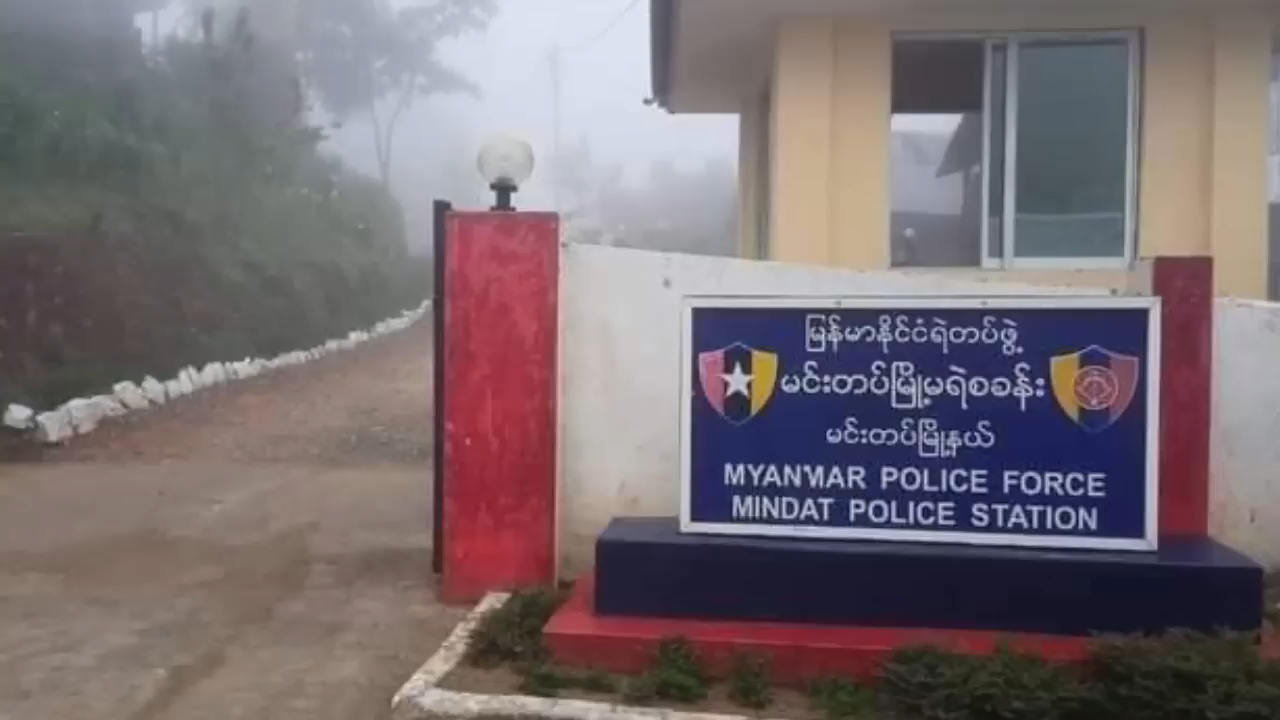 မြန်မာနိုင်ငံရဲတပ်ဖွဲ့
မင်းတပ်မြို့မရဲစခန်း
မင်းတပ်မြို့နယ်
MYANMAR POLICE FORCE
MINDAT POLICE STATION